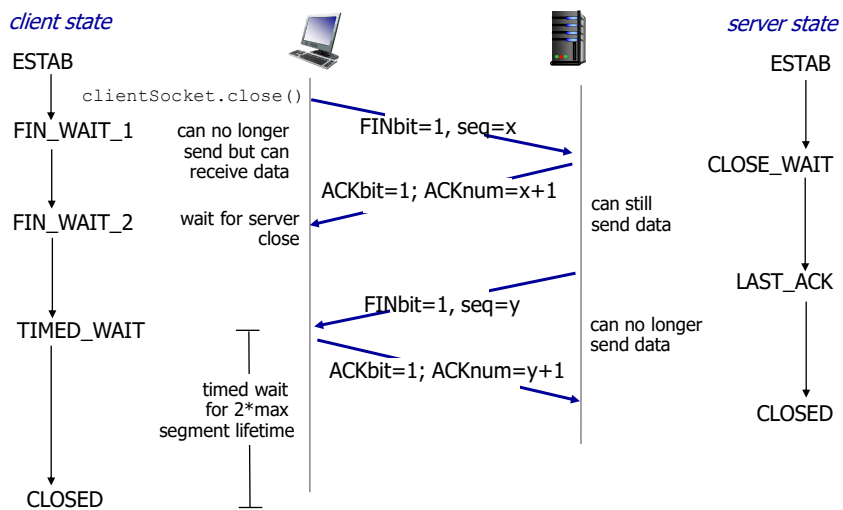 client state
server state
ESTAB
ESTAB
clientSocket.close()
FIN_WAIT_1
can no longer
send but can
receive data
FINbit=1, seq=x
CLOSE_WAIT
ACKbit=1; ACKnum=x+1
can still
send data
FIN_WAIT_2
wait for server
close
LAST_ACK
FINbit=1, seq=y
TIMED_WAIT
can no longer
send data
ACKbit=1; ACKnum=y+1
timed wait
for 2*max
segment lifetime
CLOSED
CLOSED